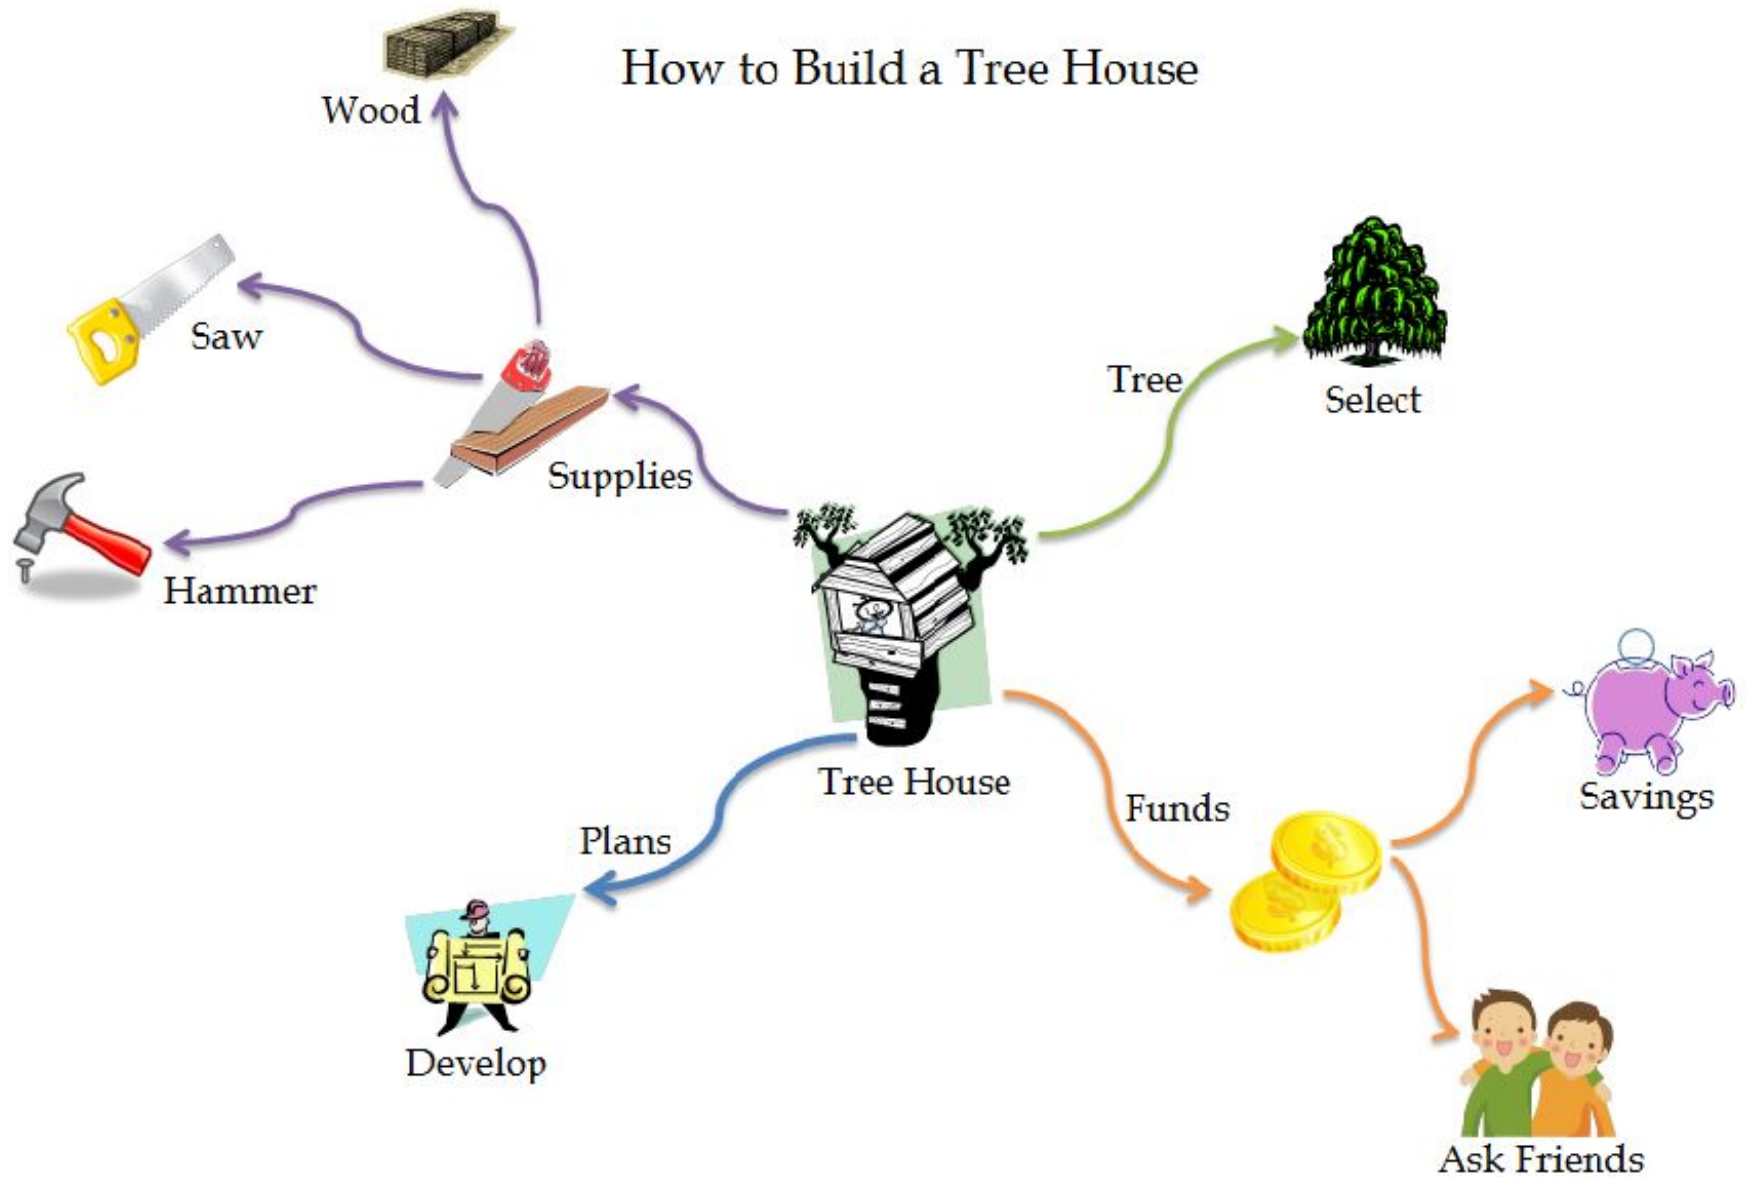 How to Build a Tree House
Wood
Saw
Tree
Select
Supplies
Hammer
Tree House
Savings
Funds
Plans
Develop
Ask Friends